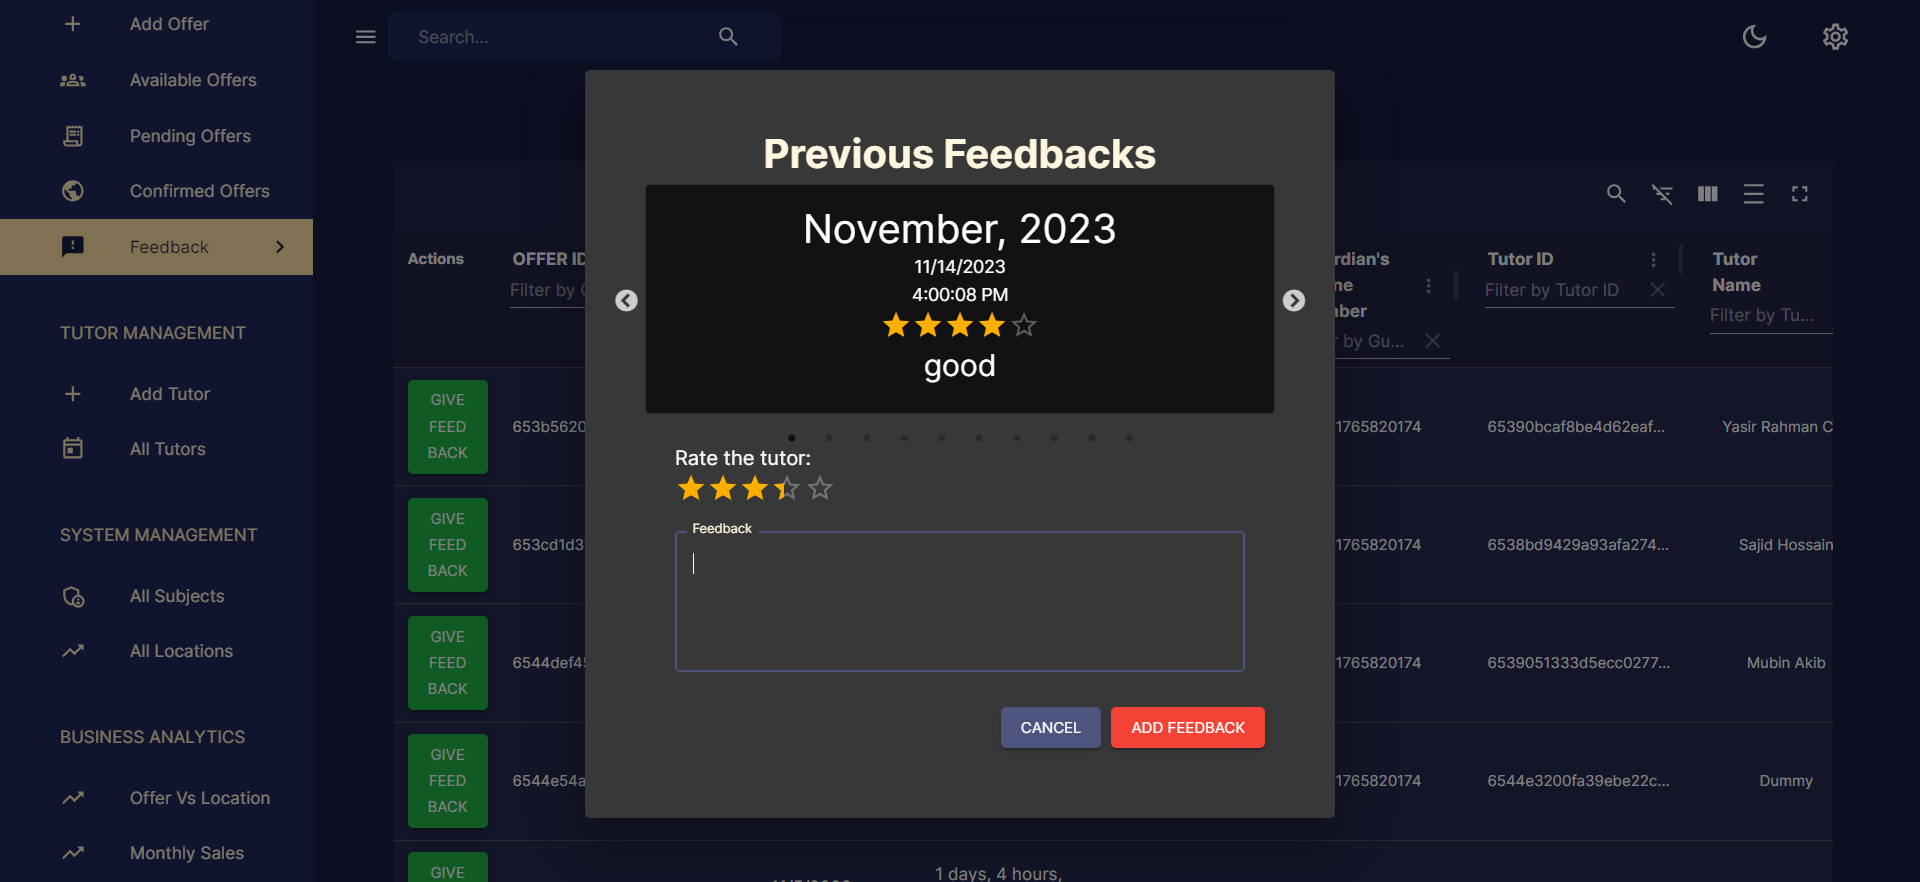 Add Offer
Available Offers
Pending Offers
Confirmed Offers
Feedback
TUTOR MANAGEMENT
Add Tutor
All Tutors
SYSTEM MANAGEMENT
All Subjects
All Locations
BUSINESS ANALYTICS
Offer Vs Location
Monthly Sales
Search...
Previous Feedbacks
November, 2023
11/14/2023
4:00:08 PM
good
Rate the tutor:
Feedback
CANCEL
ADD FEEDBACK
Actions
OFFER ID
Filter by
Tutor ID
Filter by Tutor ID
Tutor
Name
Filter by Tu...
by Gu...
GIVE
FEED
BACK
653b5620
1765820174
65390bcaf8be4d62eaf...
Yasir Rahman C
GIVE
FEED
BACK
653cd1d3
1765820174
6538bd9429a93afa274...
Sajid Hossain
GIVE
FEED
BACK
6544def4
1765820174
6539051333d5ecc0277...
Mubin Akib
GIVE
FEED
BACK
6544e54a
1765820174
6544e3200fa39ebe22c...
Dummy
GIVE
1 days, 4 hours,